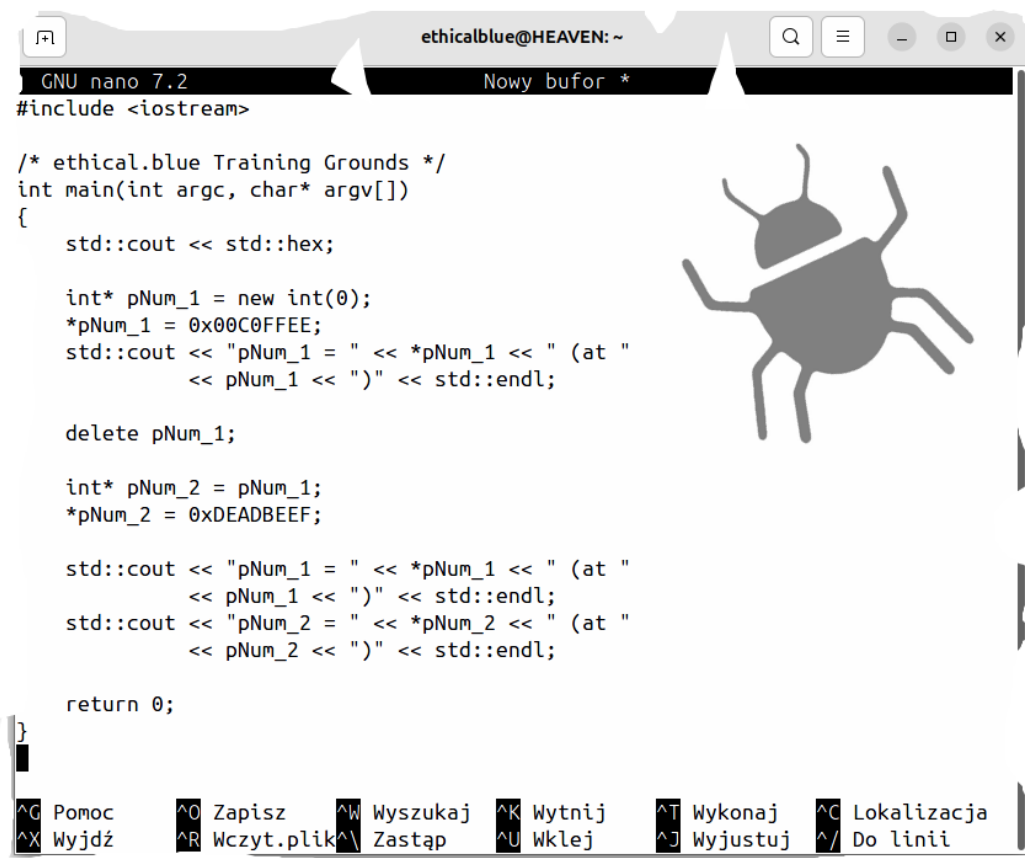 ethicalblue@HEAVEN: ~
GNU nano 7.2 Nowy bufor *
#include <iostream>

/* ethical.blue Training Grounds */
int main(int argc, char* argv[])
{
    std::cout << std::hex;

    int* pNum_1 = new int(0);
    *pNum_1 = 0x00C0FFEE;
    std::cout << "pNum_1 = " << *pNum_1 << " (at "
              << pNum_1 << ")" << std::endl;

    delete pNum_1;

    int* pNum_2 = pNum_1;
    *pNum_2 = 0xDEADBEEF;

    std::cout << "pNum_1 = " << *pNum_1 << " (at "
              << pNum_1 << ")" << std::endl;
    std::cout << "pNum_2 = " << *pNum_2 << " (at "
              << pNum_2 << ")" << std::endl;

    return 0;
}
^G Pomoc ^O Zapisz ^W Wyszukaj ^K Wytnij ^T Wykonaj ^C Lokalizacja
^X Wyjdź ^R Wczyt.plik ^\ Zastąp ^U Wklej ^J Wyjustuj ^/ Do linii